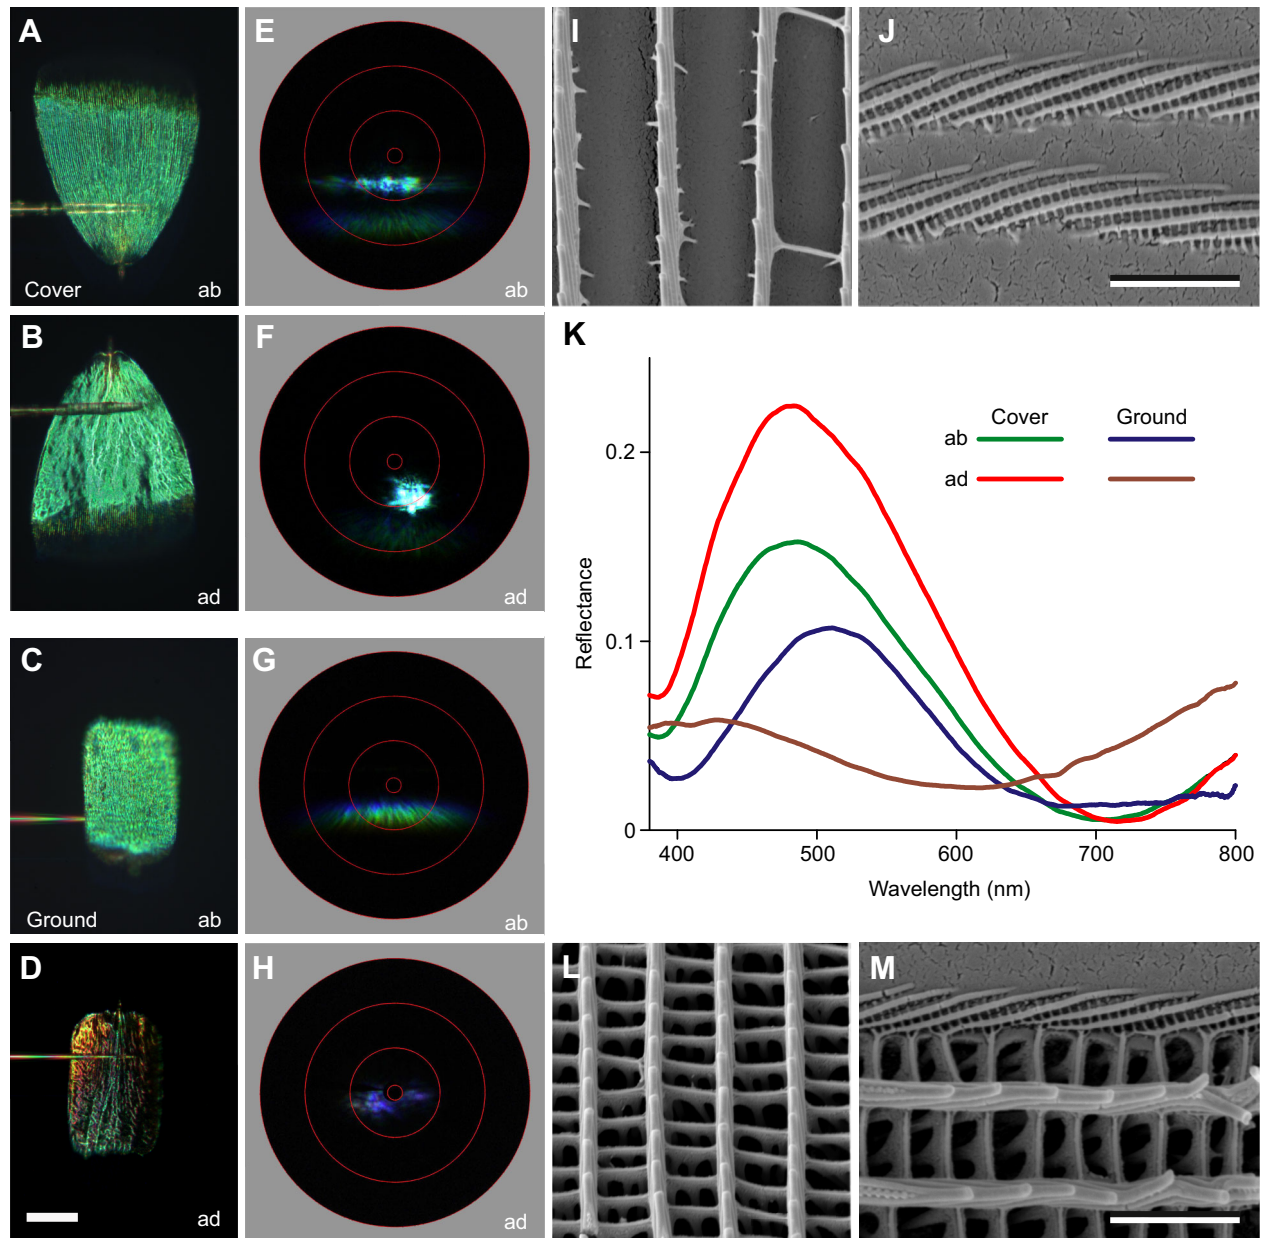 A
Cover
ab
E
ab
I
J
B
ad
F
ad
K
Cover
Ground
ab
ad
0.2
0.1
0
Reflectance
400
500
600
700
800
Wavelength (nm)
C
Ground
ab
G
ab
D
ad
H
ad
L
M